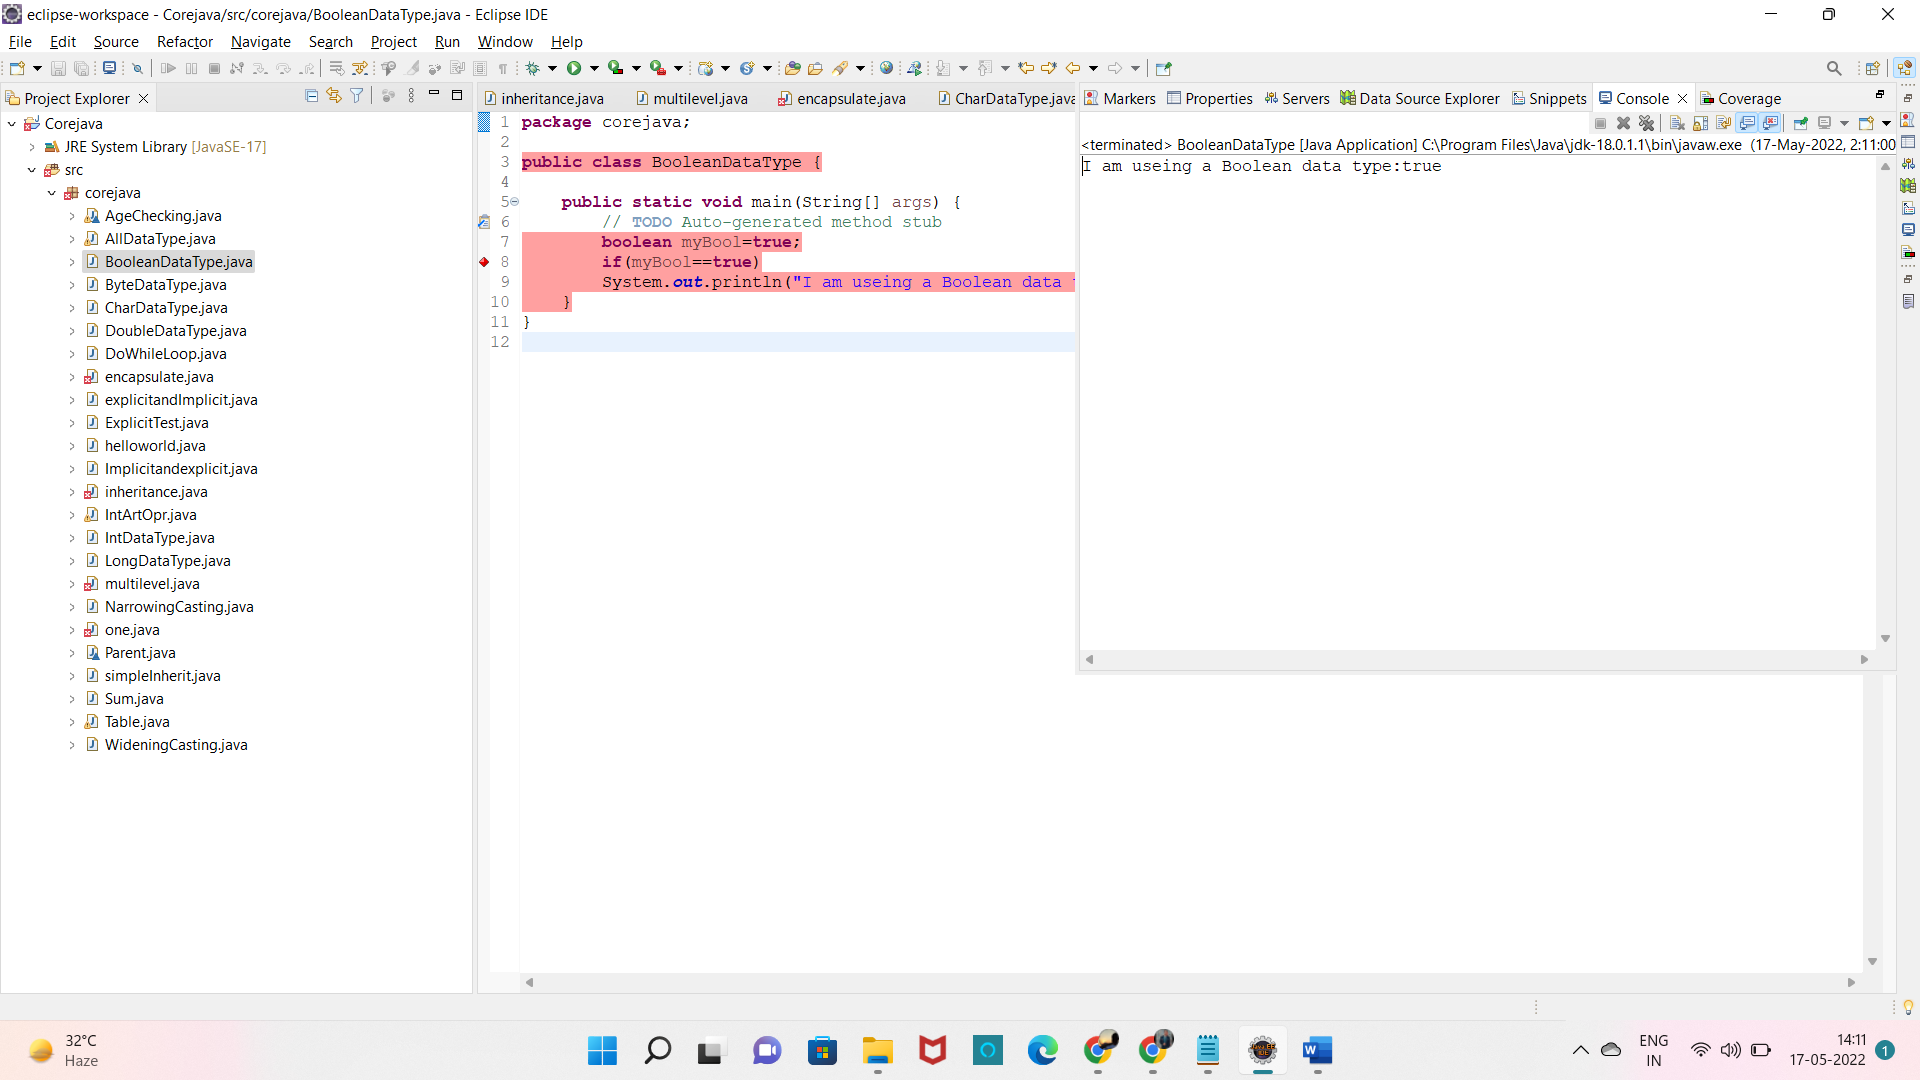 eclipse-workspace - Corejava/src/corejava/BooleanDataType.java - Eclipse IDE
File Edit Source Refactor Navigate Search Project Run Window Help
Project Explorer
Corejava
JRE System Library [JavaSE-17]
src
corejava
AgeChecking.java
AllDataType.java
BooleanDataType.java
ByteDataType.java
CharDataType.java
DoubleDataType.java
DoWhileLoop.java
encapsulate.java
explicitandImplicit.java
ExplicitTest.java
helloworld.java
Implicitandexplicit.java
inheritance.java
IntArtOpr.java
IntDataType.java
LongDataType.java
multilevel.java
NarrowingCasting.java
one.java
Parent.java
simpleInherit.java
Sum.java
Table.java
WideningCasting.java
inheritance.java multilevel.java encapsulate.java CharDataType.java
1 package corejava;
2
3 public class BooleanDataType {
4
5 public static void main(String[] args) {
6 // TODO Auto-generated method stub
7 boolean myBool=true;
8 if(myBool==true)
9 System.out.println("I am useing a Boolean data
10 }
11 }
12
Markers Properties Servers Data Source Explorer Snippets Console Coverage
<terminated> BooleanDataType [Java Application] C:\Program Files\Java\jdk-18.0.1.1\bin\javaw.exe (17-May-2022, 2:11:00
I am useing a Boolean data type:true
32°C
Haze
ENG
IN
14:11
17-05-2022
1